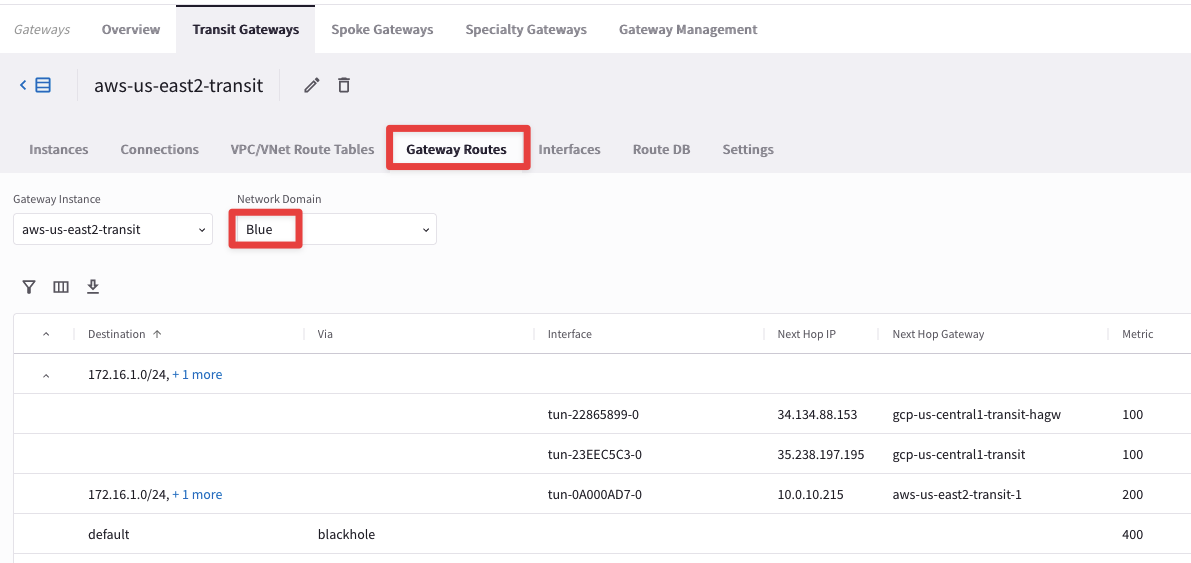 Gateways Overview Transit Gateways Spoke Gateways Specialty Gateways Gateway Management
aws-us-east2-transit
Instances Connections VPC/VNet Route Tables Gateway Routes Interfaces Route DB Settings
Gateway Instance Network Domain
aws-us-east2-transit Blue
Destination Via Interface Next Hop IP Next Hop Gateway Metric
172.16.1.0/24, + 1 more
tun-22865899-0 34.134.88.153 gcp-us-central1-transit-hagw 100
tun-23EEC5C3-0 35.238.197.195 gcp-us-central1-transit 100
172.16.1.0/24, + 1 more tun-0A000AD7-0 10.0.10.215 aws-us-east2-transit-1 200
default blackhole 400